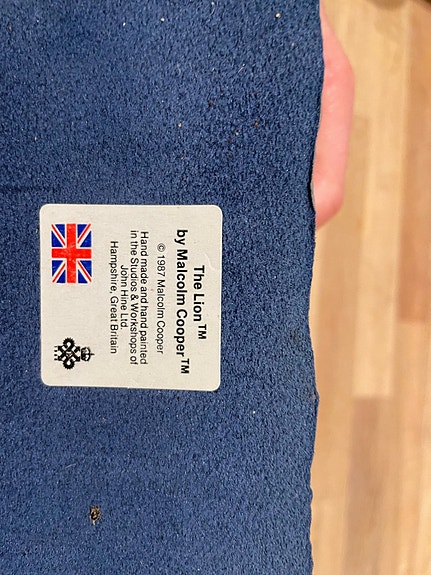 The Lion™
by Malcolm Cooper™
© 1987 Malcolm Cooper
Hand made and hand painted
in the Studios & Workshops of
John Hine Ltd.
Hampshire, Great Britain